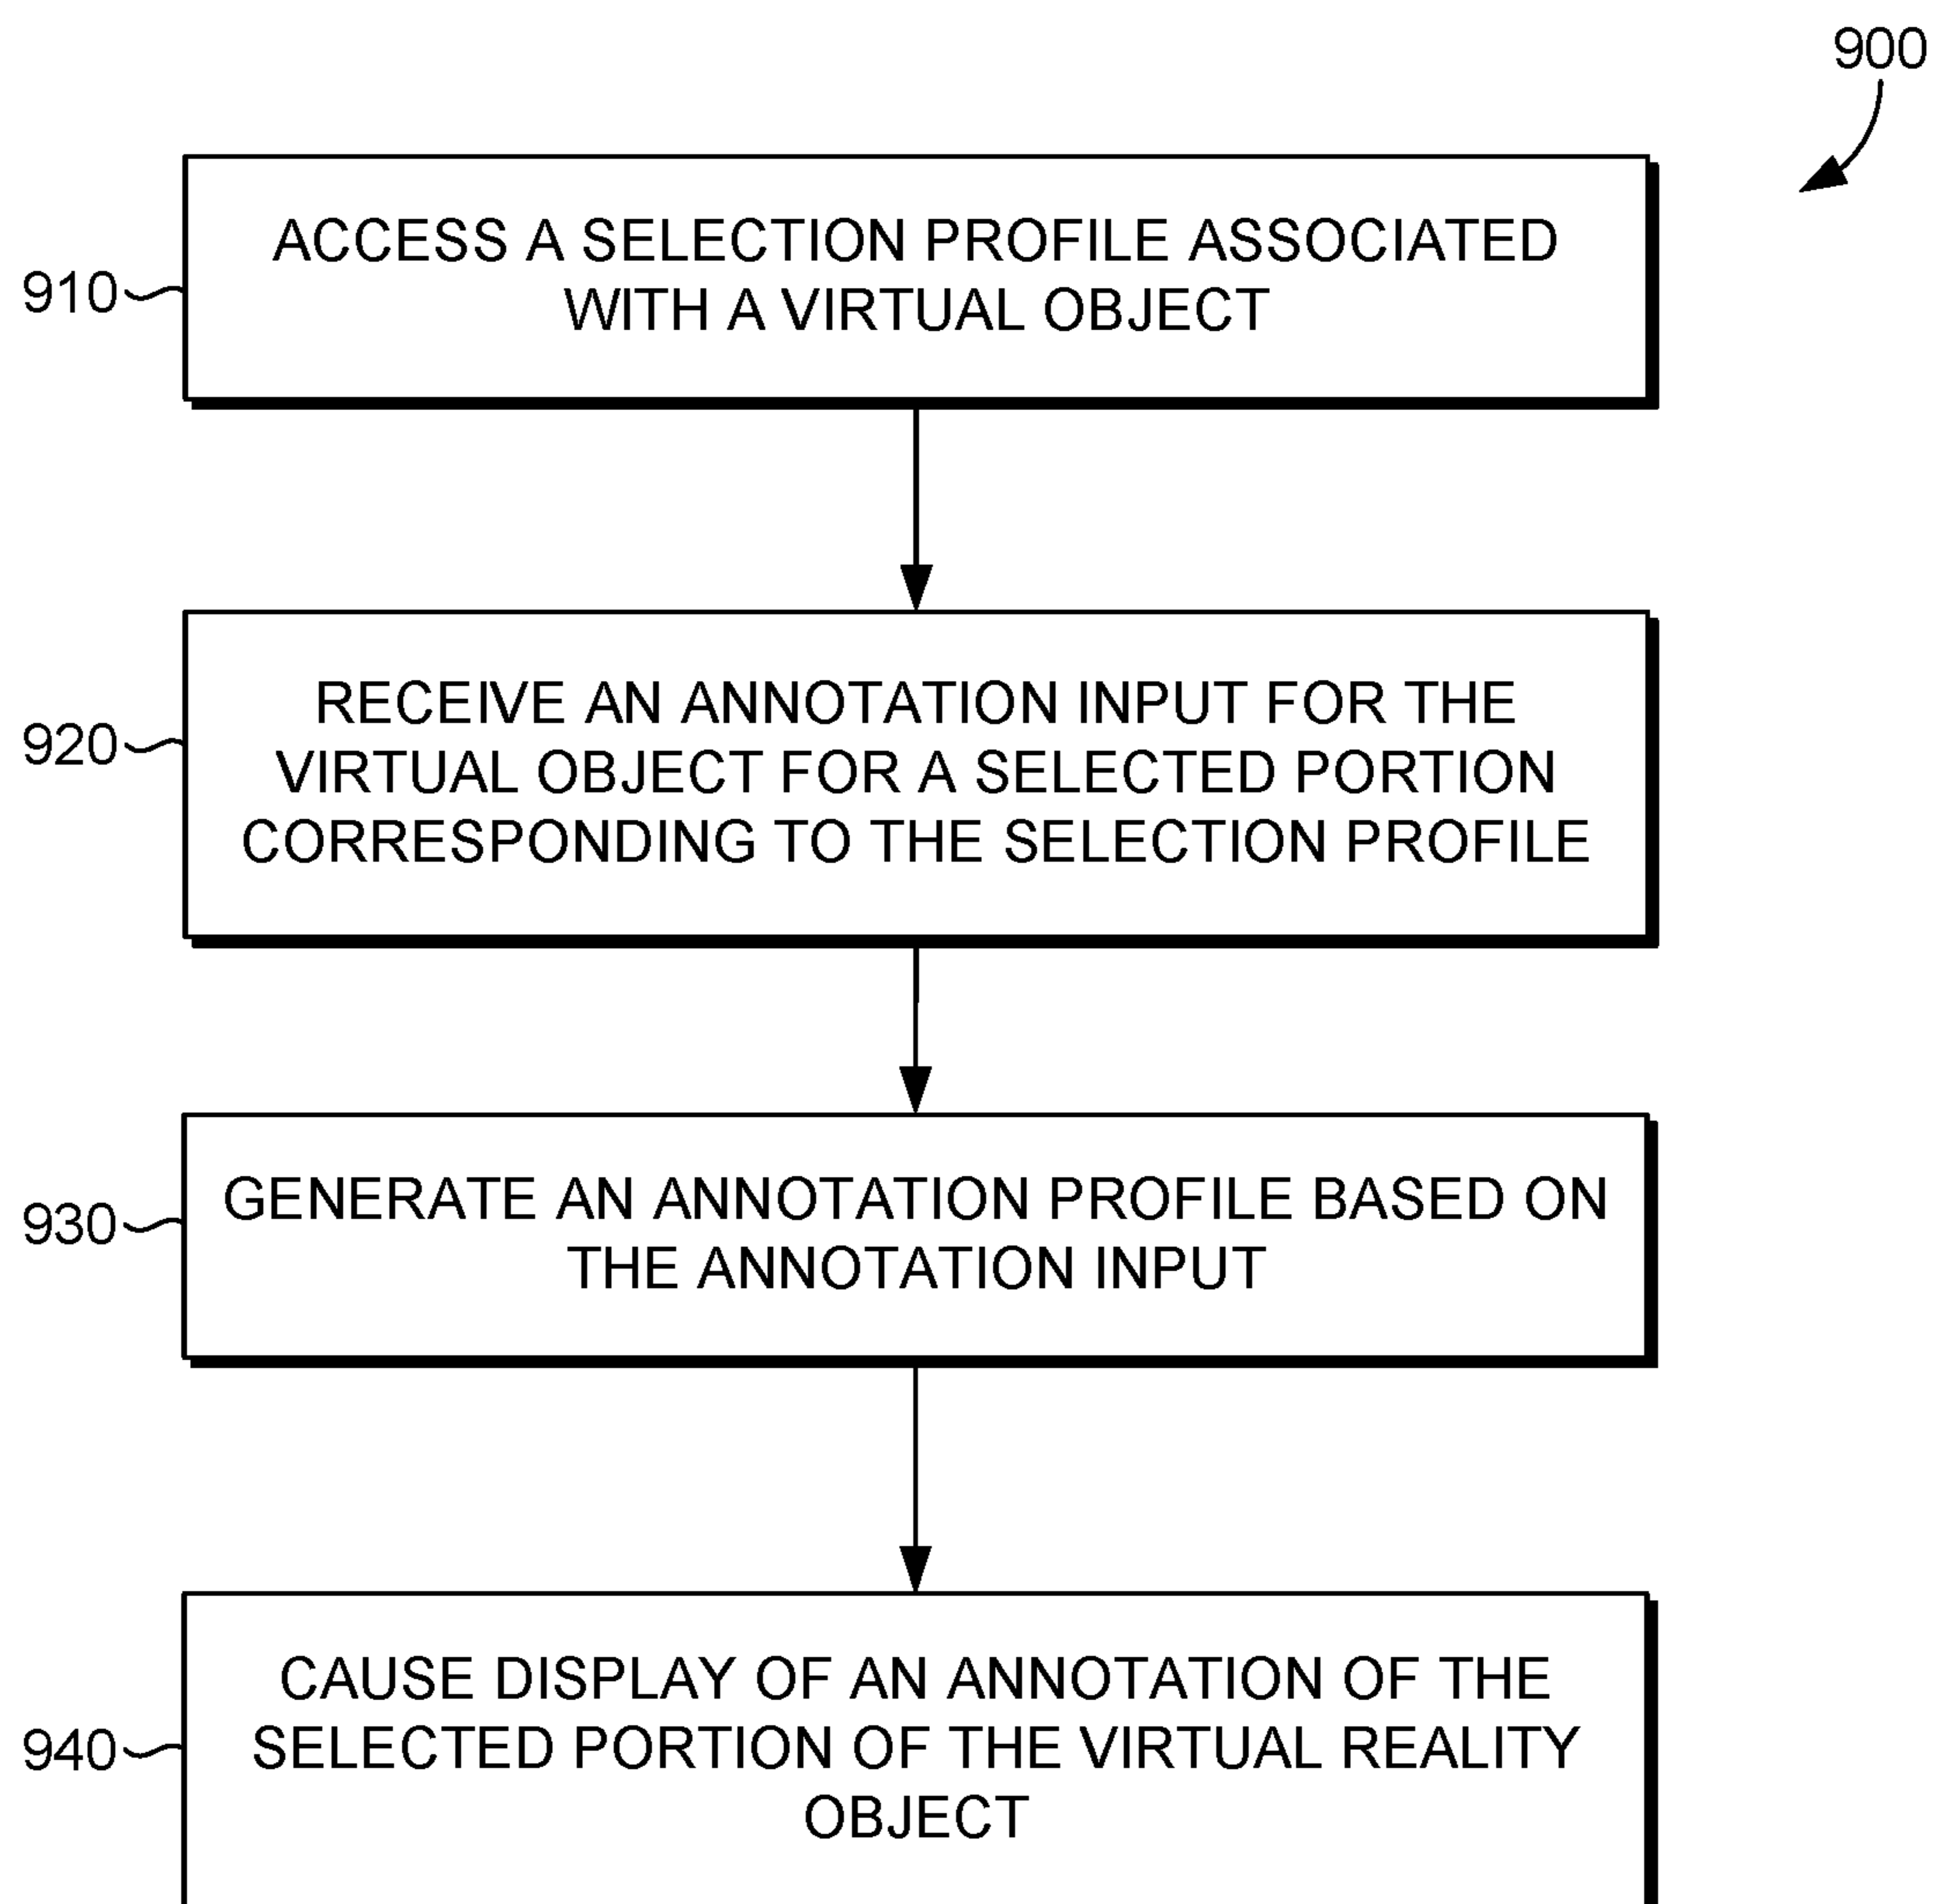 900
910
ACCESS A SELECTION PROFILE ASSOCIATED
WITH A VIRTUAL OBJECT
920
RECEIVE AN ANNOTATION INPUT FOR THE
VIRTUAL OBJECT FOR A SELECTED PORTION
CORRESPONDING TO THE SELECTION PROFILE
930
GENERATE AN ANNOTATION PROFILE BASED ON
THE ANNOTATION INPUT
940
CAUSE DISPLAY OF AN ANNOTATION OF THE
SELECTED PORTION OF THE VIRTUAL REALITY
OBJECT